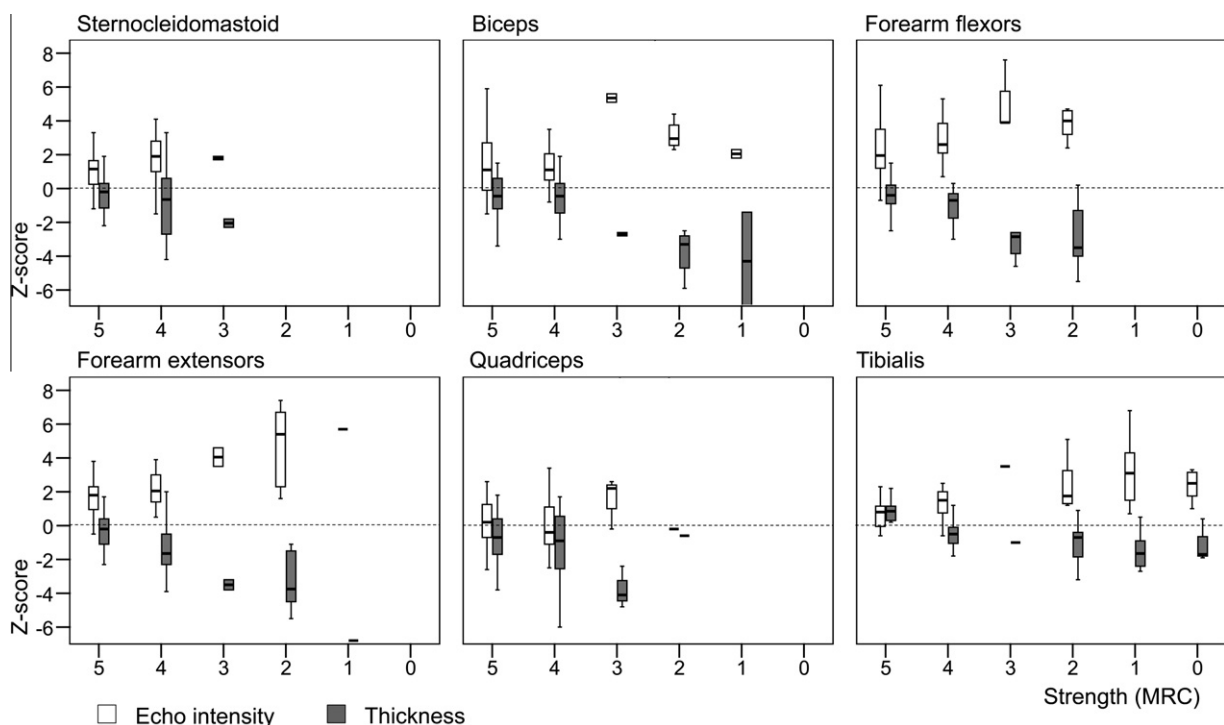 Sternocleidomastoid Biceps Forearm flexors
8
6
4
2
0
-2
-4
-6
Z-score
5 4 3 2 1 0 5 4 3 2 1 0 5 4 3 2 1 0
Forearm extensors Quadriceps Tibialis
8
6
4
2
0
-2
-4
-6
Z-score
5 4 3 2 1 0 5 4 3 2 1 0 5 4 3 2 1 0
Strength (MRC)
Echo intensity Thickness